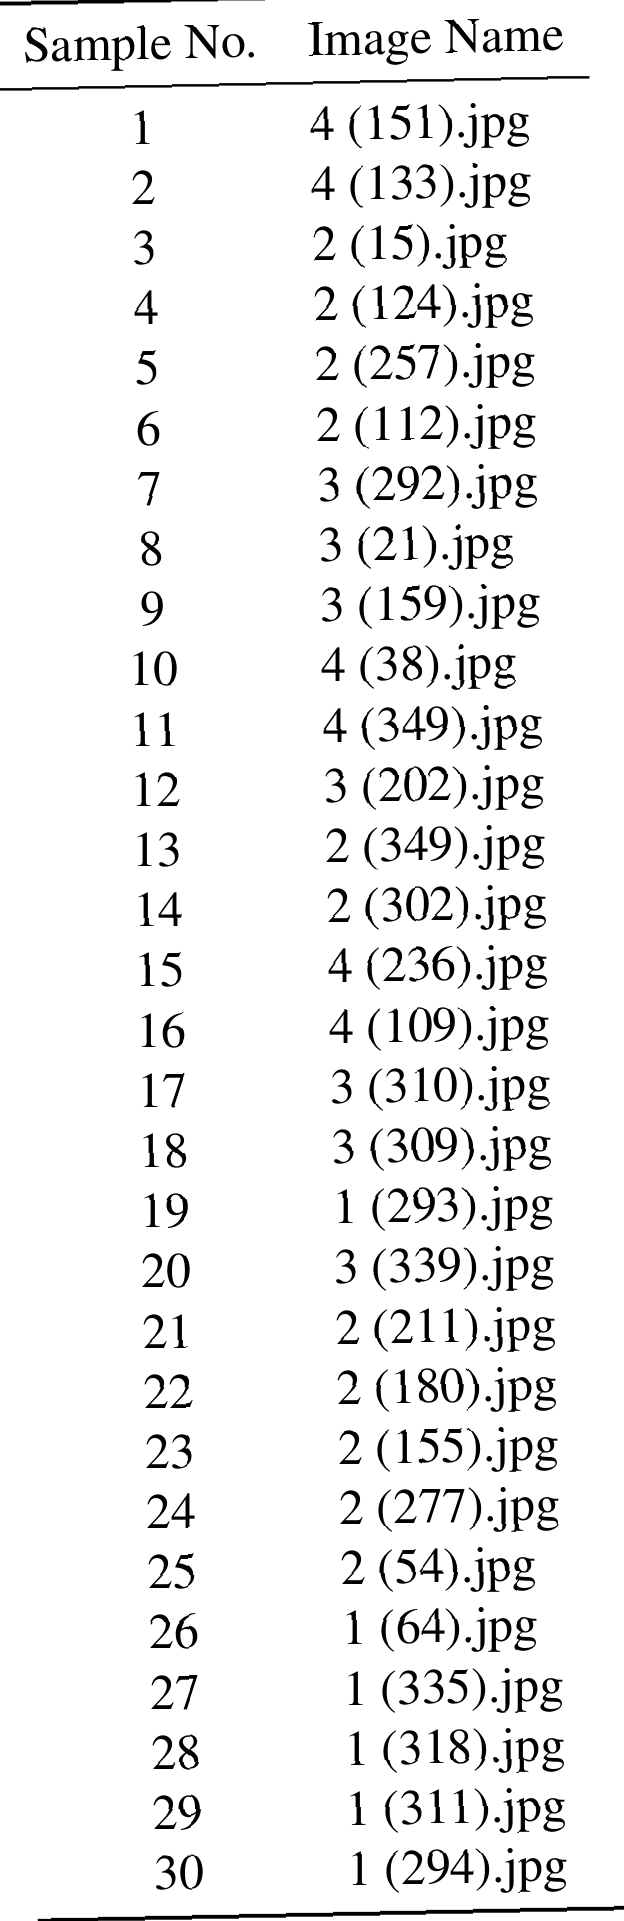 Sample No. Image Name
1 4 (151).jpg
2 4 (133).jpg
3 2 (15).jpg
4 2 (124).jpg
5 2 (257).jpg
6 2 (112).jpg
7 3 (292).jpg
8 3 (21).jpg
9 3 (159).jpg
10 4 (38).jpg
11 4 (349).jpg
12 3 (202).jpg
13 2 (349).jpg
14 2 (302).jpg
15 4 (236).jpg
16 4 (109).jpg
17 3 (310).jpg
18 3 (309).jpg
19 1 (293).jpg
20 3 (339).jpg
21 2 (211).jpg
22 2 (180).jpg
23 2 (155).jpg
24 2 (277).jpg
25 2 (54).jpg
26 1 (64).jpg
27 1 (335).jpg
28 1 (318).jpg
29 1 (311).jpg
30 1 (294).jpg